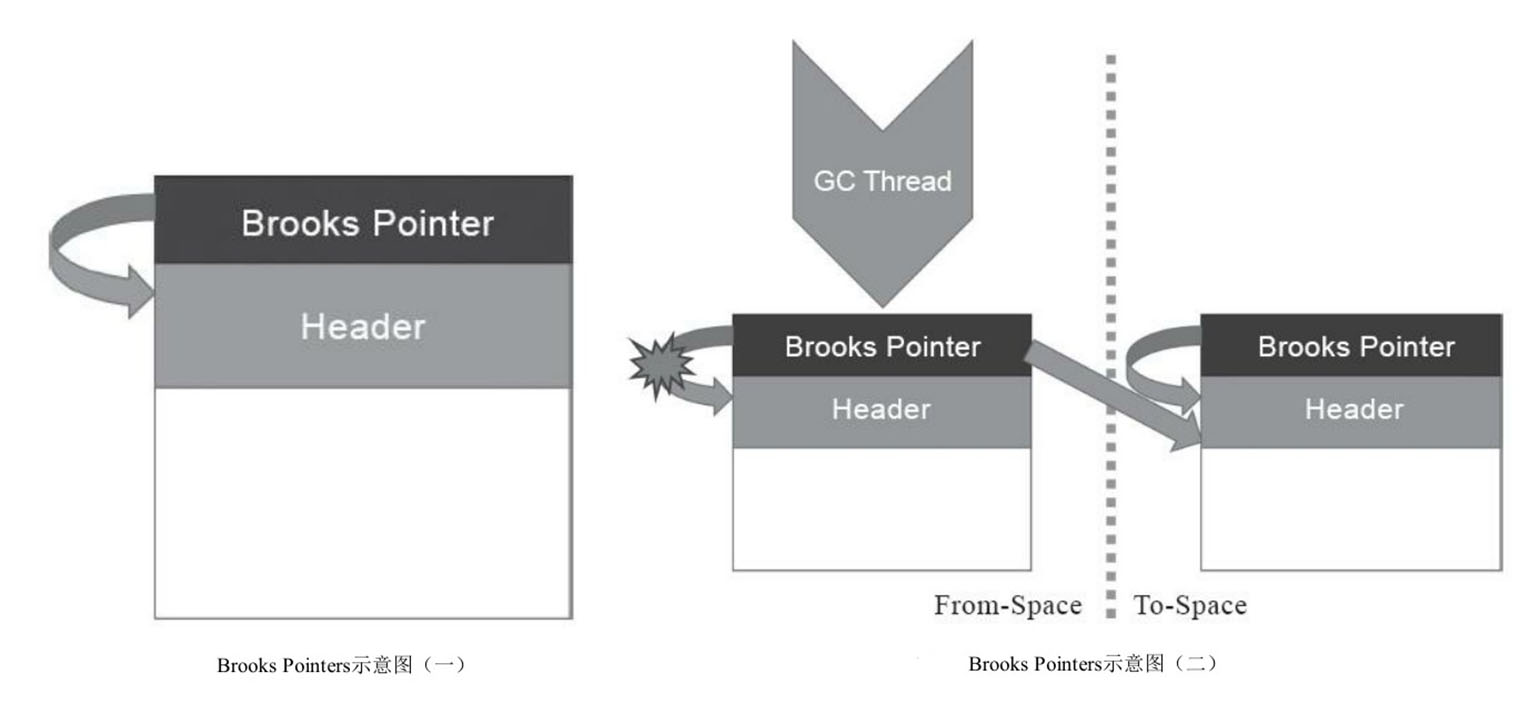 Brooks Pointer
Header
Brooks Pointers示意图（一）
GC Thread
Brooks Pointer
Header
Brooks Pointer
Header
From-Space
To-Space
Brooks Pointers示意图（二）